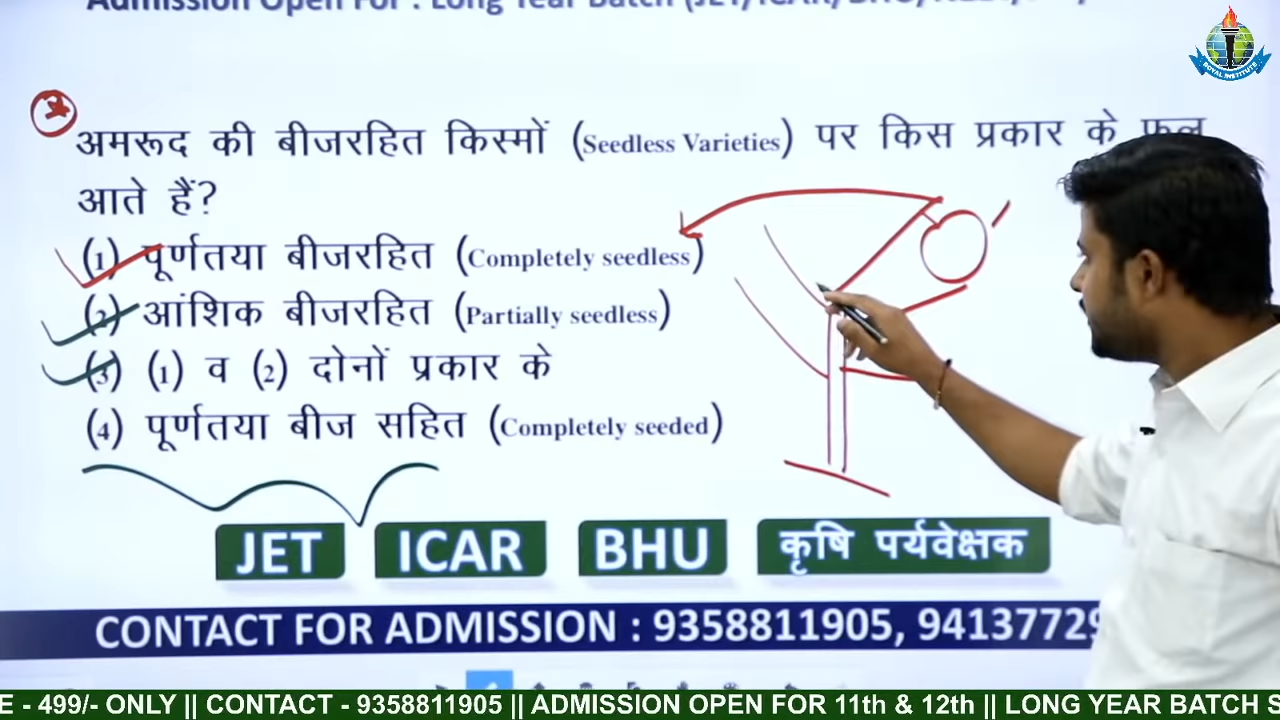 Admission Open For : Long Year Batch (JET/ICAR/BHU/
ROYAL INSTITUTE
अमरूद की बीजरहित किस्मों (Seedless Varieties) पर किस प्रकार के फल
आते हैं?
(1) पूर्णतया बीजरहित (Completely seedless)
(2) आंशिक बीजरहित (Partially seedless)
(3) (1) व (2) दोनों प्रकार के
(4) पूर्णतया बीज सहित (Completely seeded)
JET ICAR BHU कृषि पर्यवेक्षक
CONTACT FOR ADMISSION : 9358811905, 94137729
E - 499/- ONLY || CONTACT - 9358811905 || ADMISSION OPEN FOR 11th & 12th || LONG YEAR BATCH S